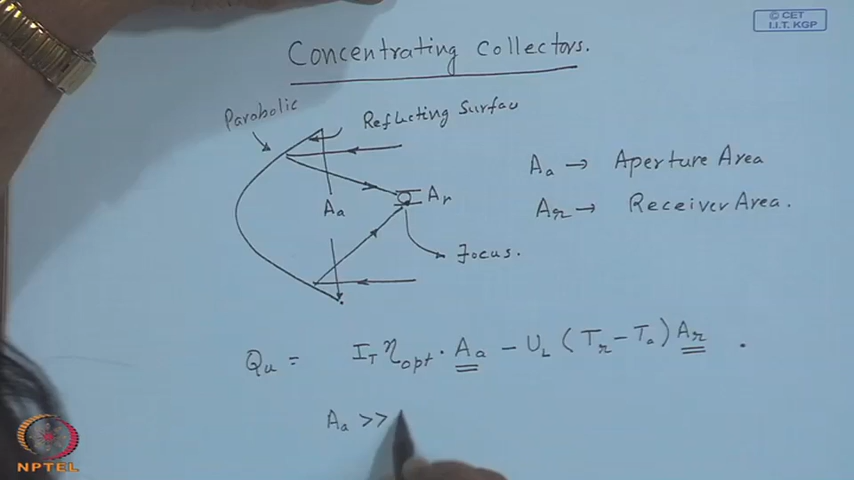 © CET
I.I.T. KGP
Concentrating Collectors.
Parabolic
Reflecting Surface
Aa → Aperture Area
Aa
Ar
Ar → Receiver Area.
Focus.
Qu = IT ηopt · Aa − UL (Tr − Ta) Ar .
Aa >>
NPTEL